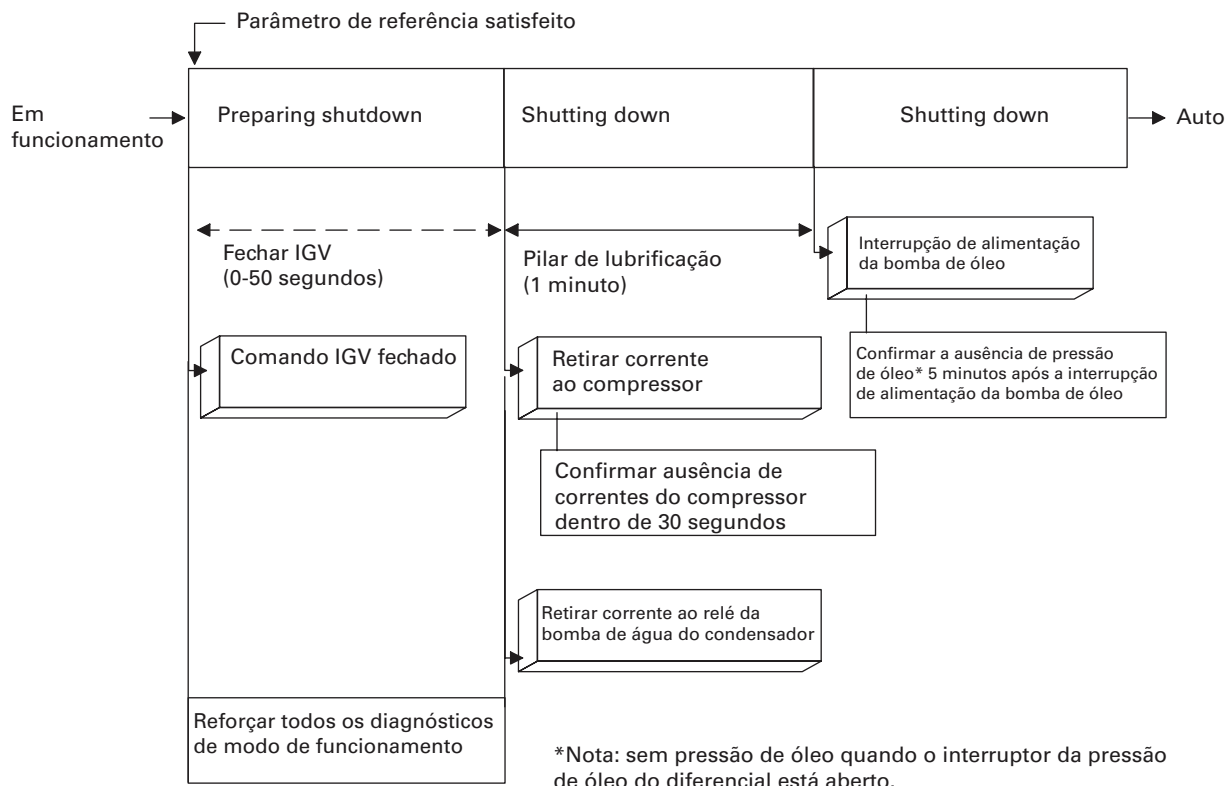 Parâmetro de referência satisfeito
Em
funcionamento
Preparing shutdown
Shutting down
Shutting down
Auto
Fechar IGV
(0-50 segundos)
Pilar de lubrificação
(1 minuto)
Interrupção de alimentação
da bomba de óleo
Comando IGV fechado
Retirar corrente
ao compressor
Confirmar a ausência de pressão
de óleo* 5 minutos após a interrupção
de alimentação da bomba de óleo
Confirmar ausência de
correntes do compressor
dentro de 30 segundos
Retirar corrente ao relé da
bomba de água do condensador
Reforçar todos os diagnósticos
de modo de funcionamento
*Nota: sem pressão de óleo quando o interruptor da pressão
de óleo do diferencial está aberto.